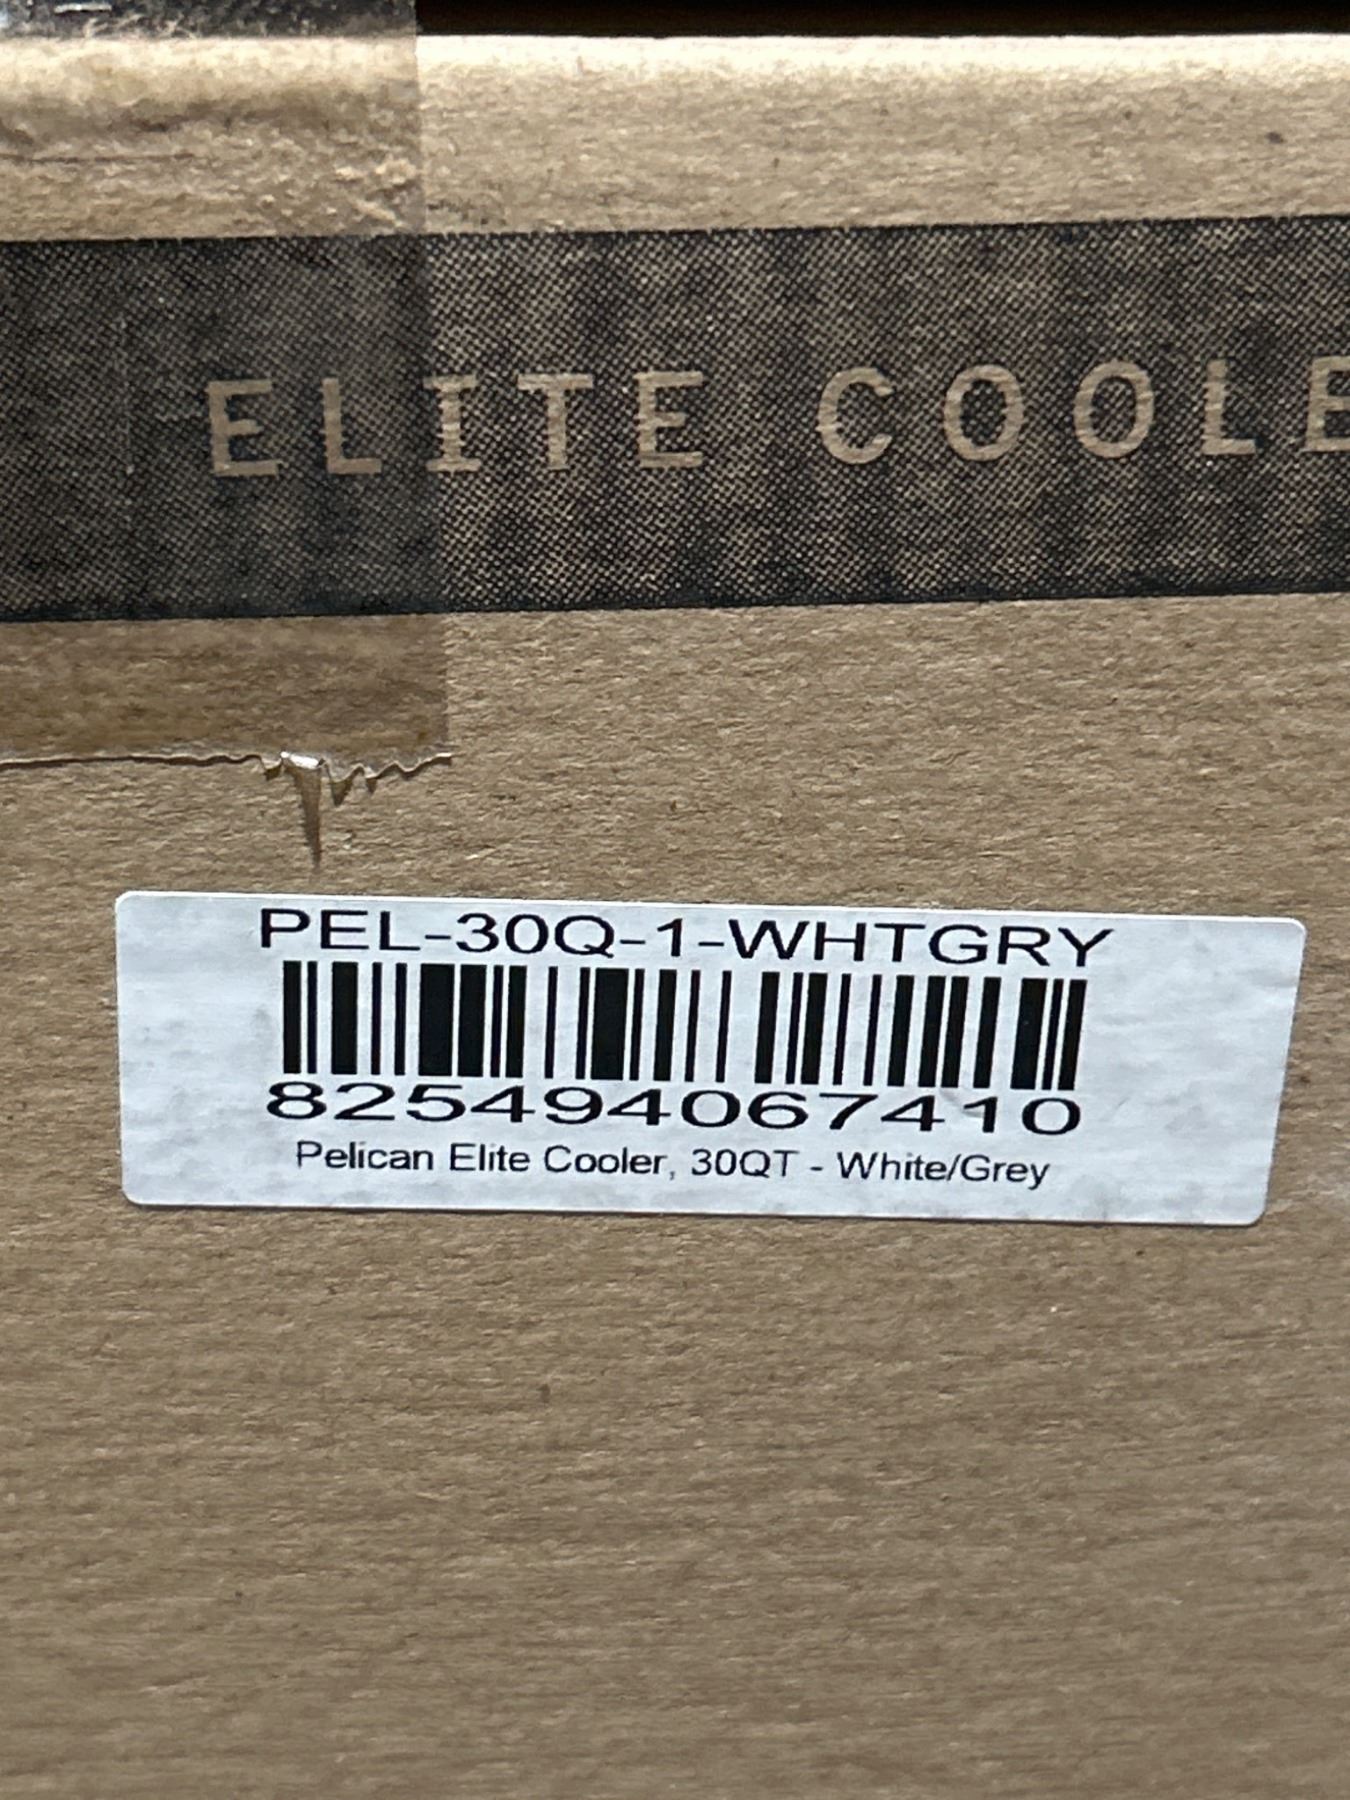 ELITE COOLE
PEL-30Q-1-WHTGRY
825494067410
Pelican Elite Cooler, 30QT - White/Grey